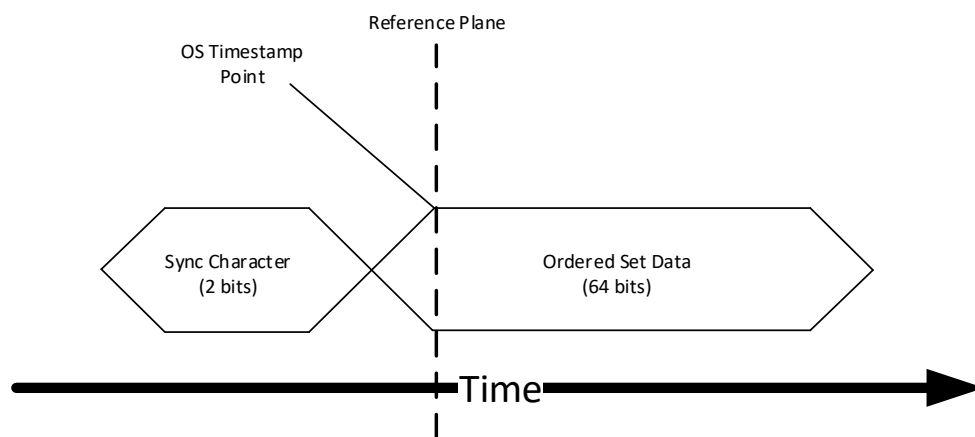 Reference Plane
OS Timestamp
Point
Sync Character
(2 bits)
Ordered Set Data
(64 bits)
Time